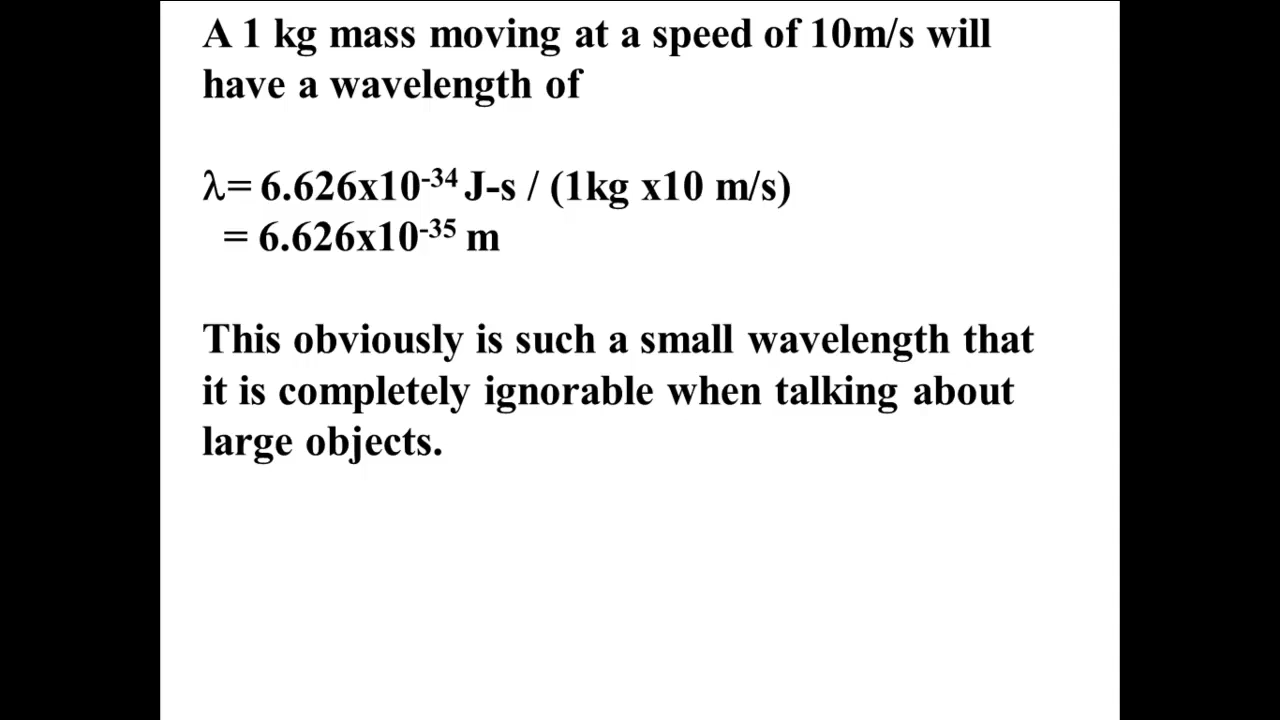 A 1 kg mass moving at a speed of 10m/s will
have a wavelength of
λ= 6.626x10⁻³⁴ J-s / (1kg x10 m/s)
= 6.626x10⁻³⁵ m
This obviously is such a small wavelength that
it is completely ignorable when talking about
large objects.